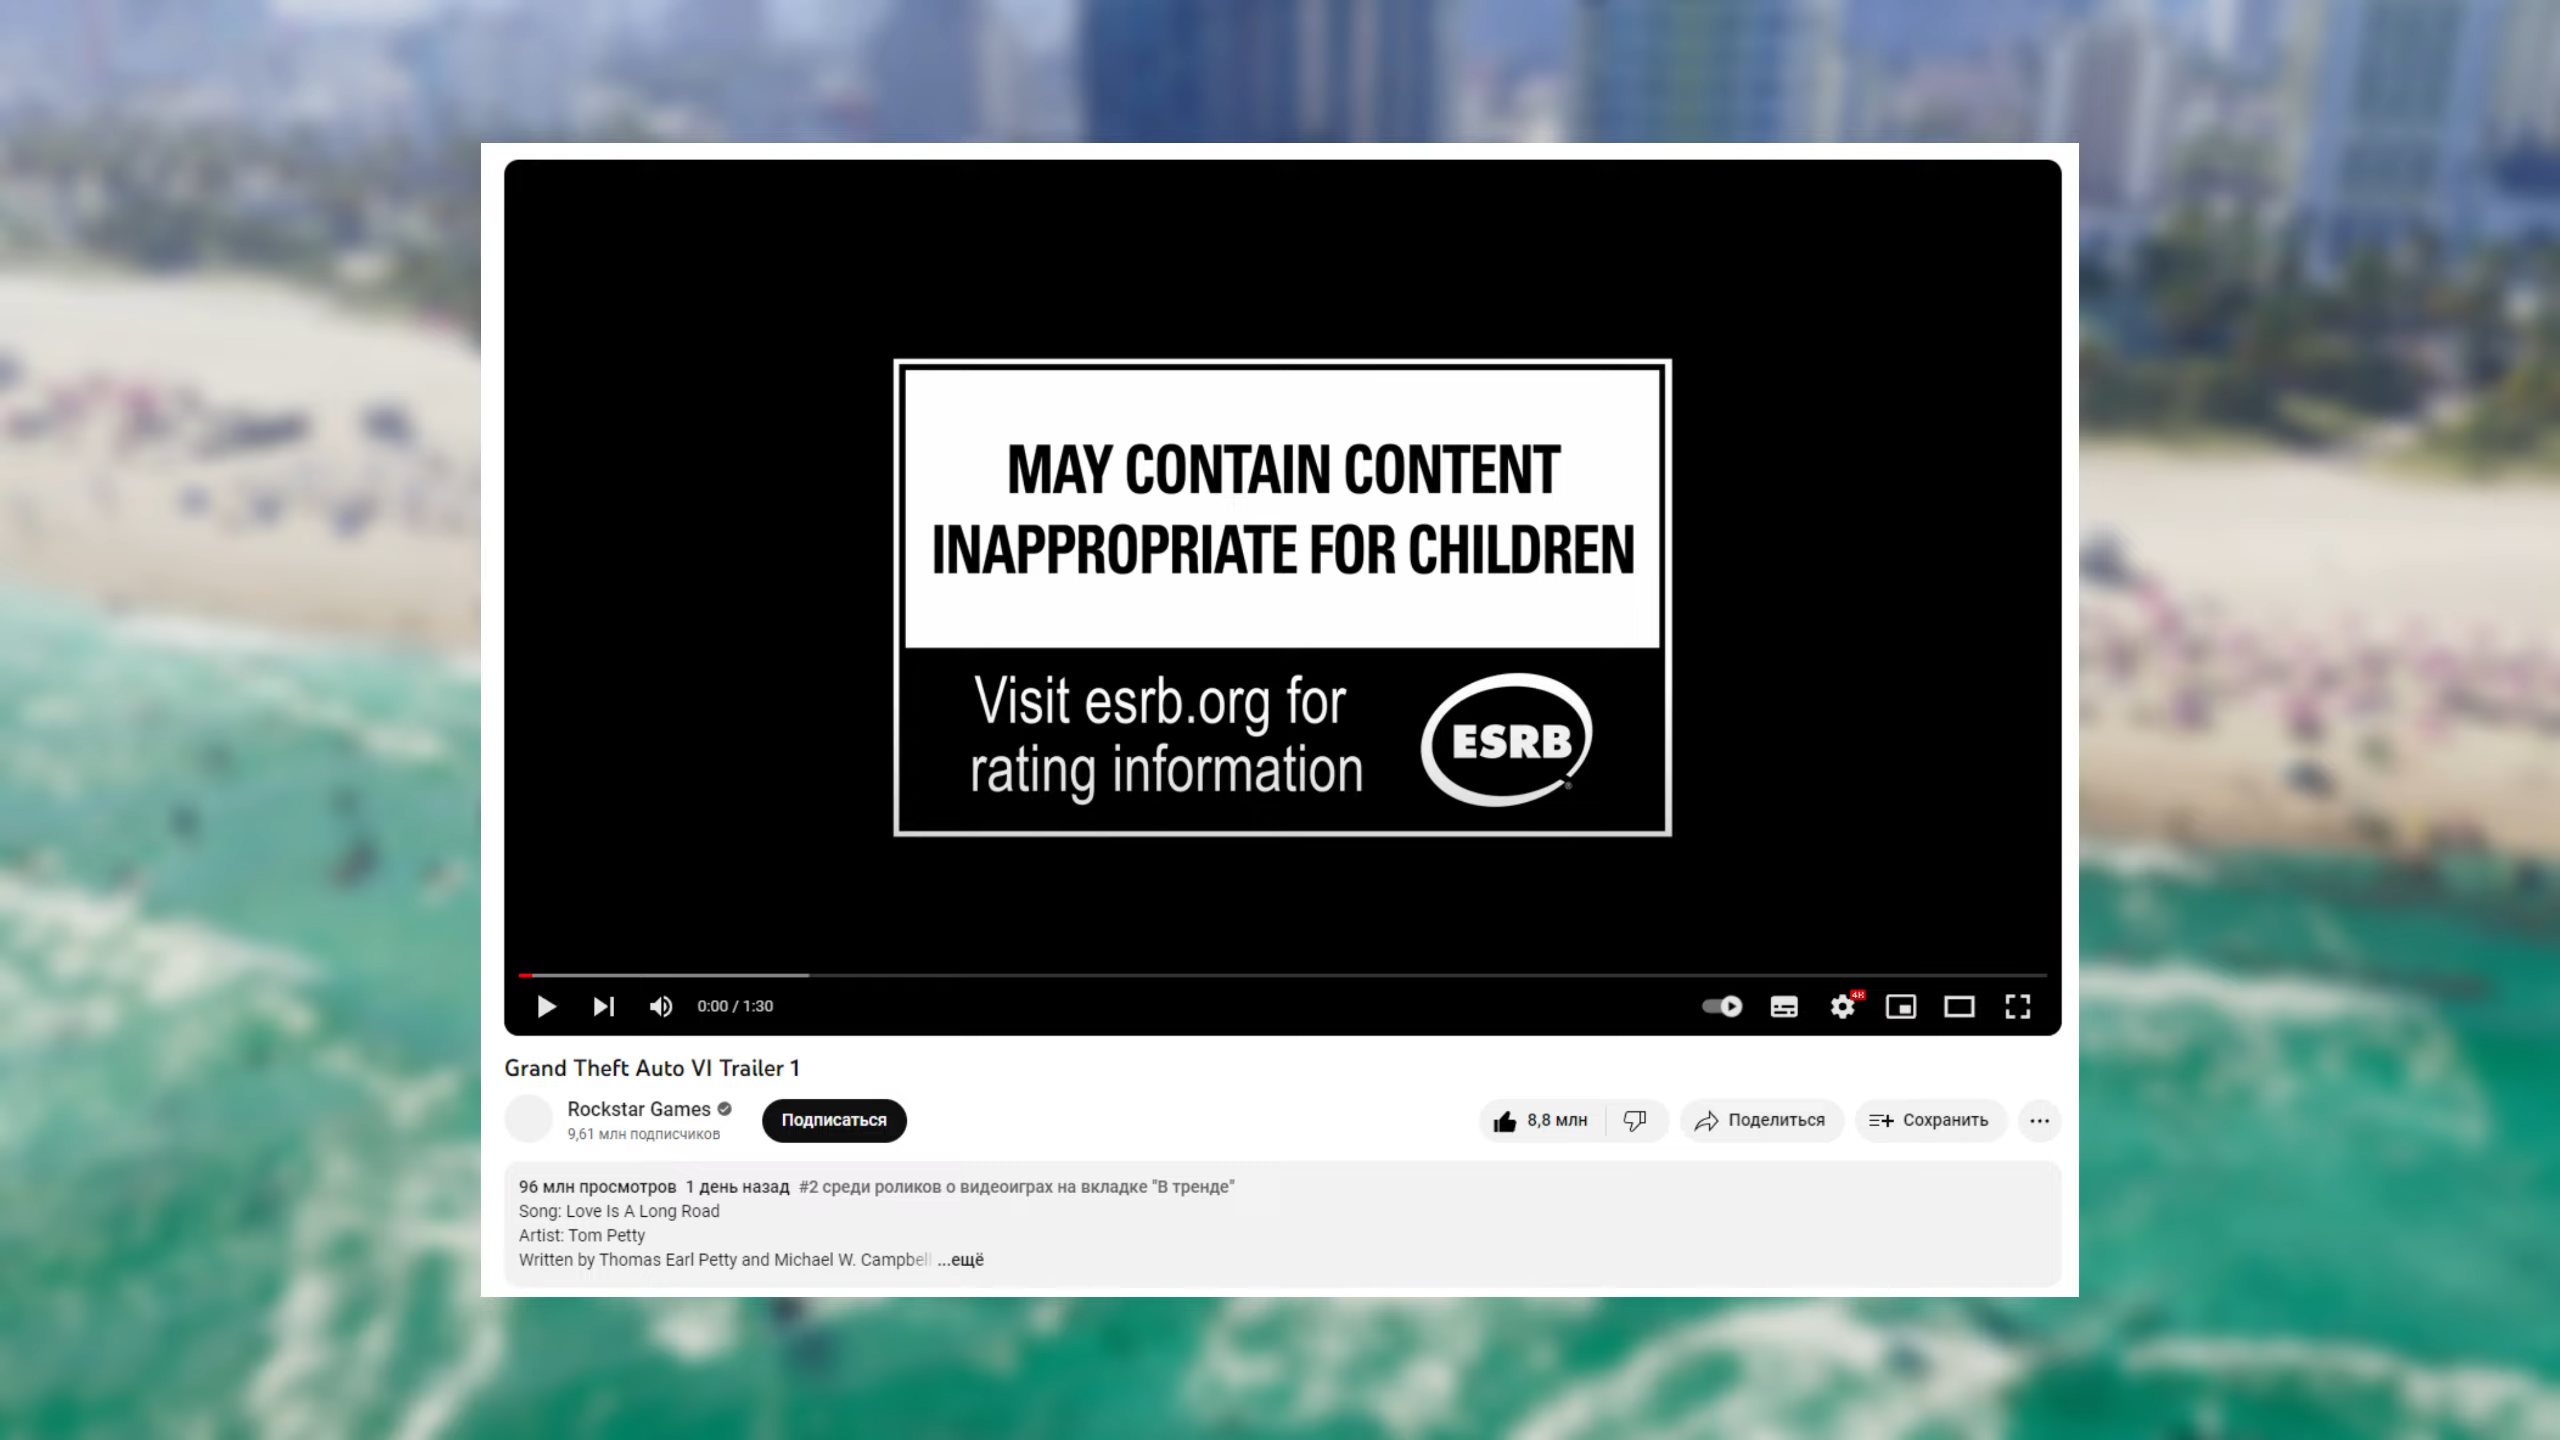 MAY CONTAIN CONTENT
INAPPROPRIATE FOR CHILDREN
Visit esrb.org for
rating information
ESRB
0:00 / 1:30
4K
Grand Theft Auto VI Trailer 1
Rockstar Games
9,61 млн подписчиков
Подписаться
8,8 млн
Поделиться
Сохранить
96 млн просмотров 1 день назад #2 среди роликов о видеоиграх на вкладке "В тренде"
Song: Love Is A Long Road
Artist: Tom Petty
Written by Thomas Earl Petty and Michael W. Campbell ...ещё